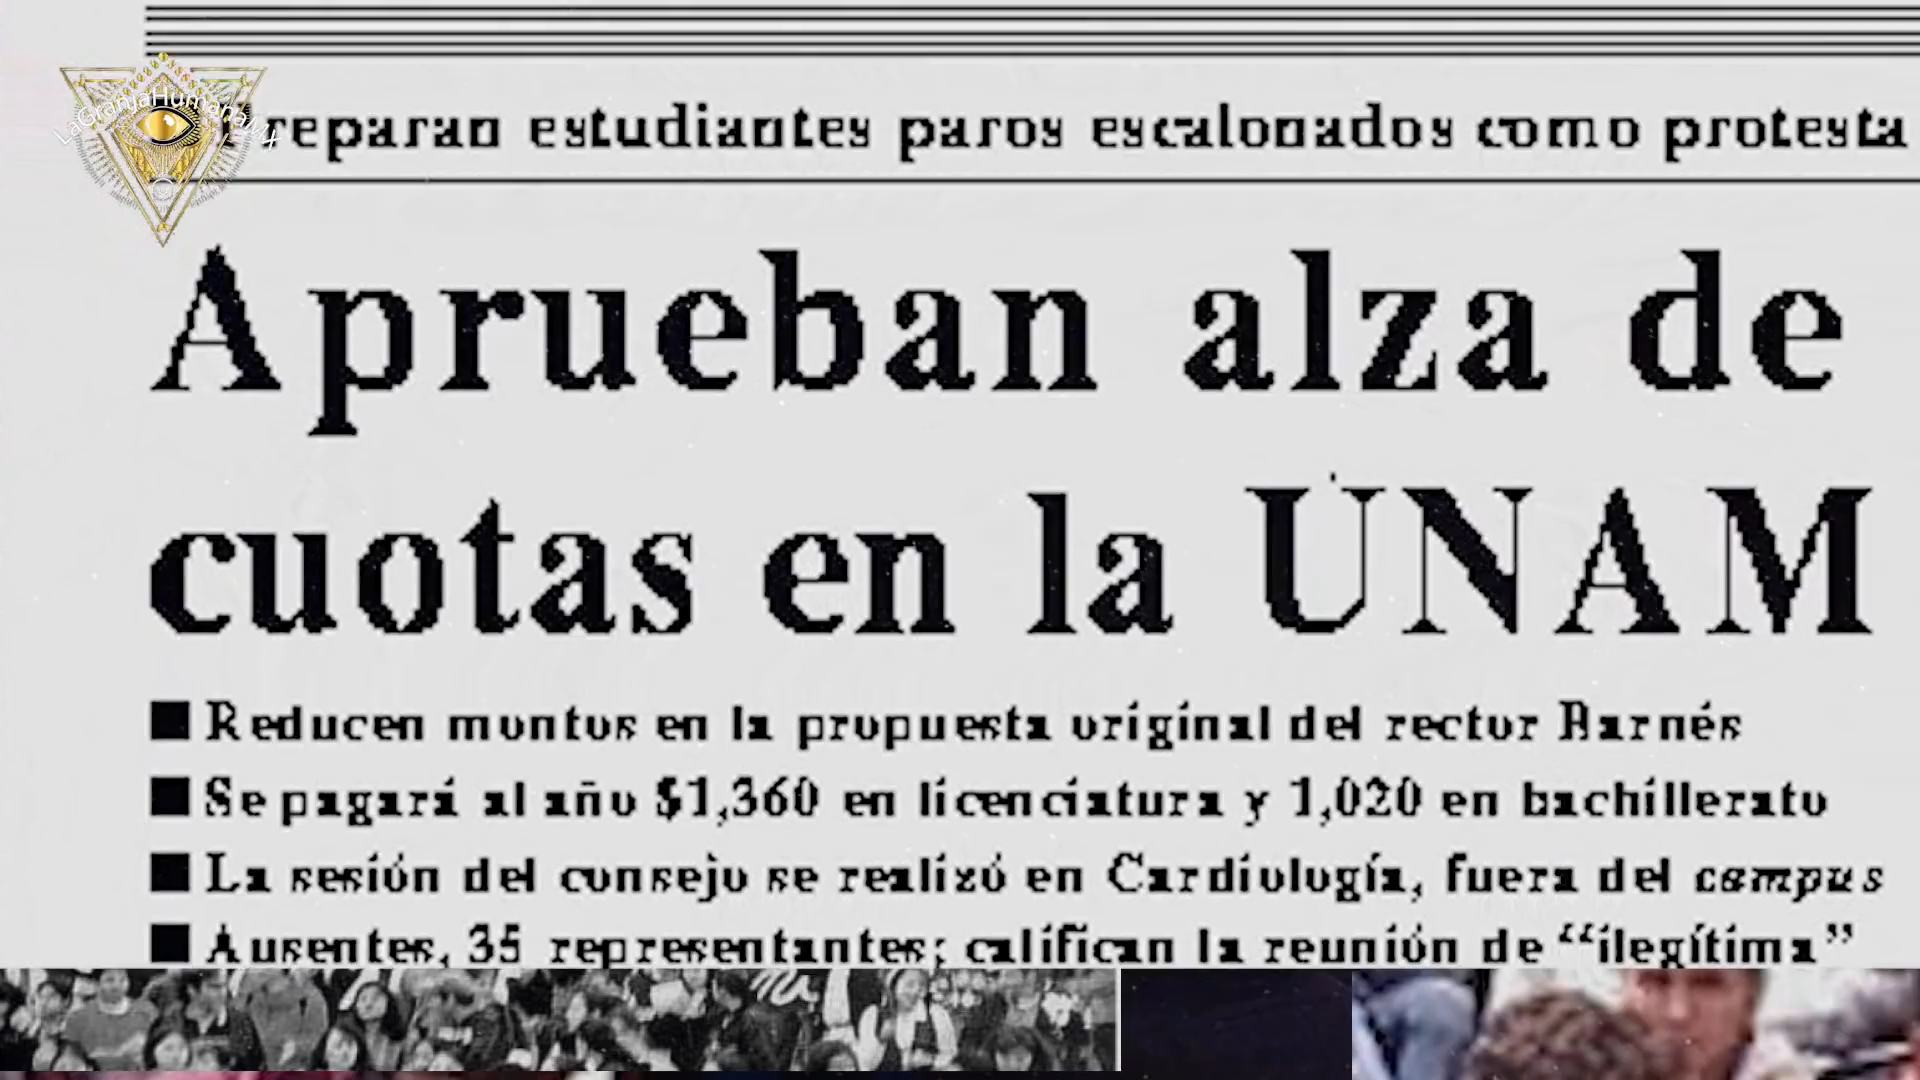 LaGranjaHumanaM4
Preparan estudiantes paros escalonados como protesta
Aprueban alza de
cuotas en la UNAM
■ Reducen montos en la propuesta original del rector Barnés
■ Se pagará al año $1,360 en licenciatura y 1,020 en bachillerato
■ La sesión del consejo se realizó en Cardiología, fuera del campus
■ Ausentes, 35 representantes; califican la reunión de “ilegítima”